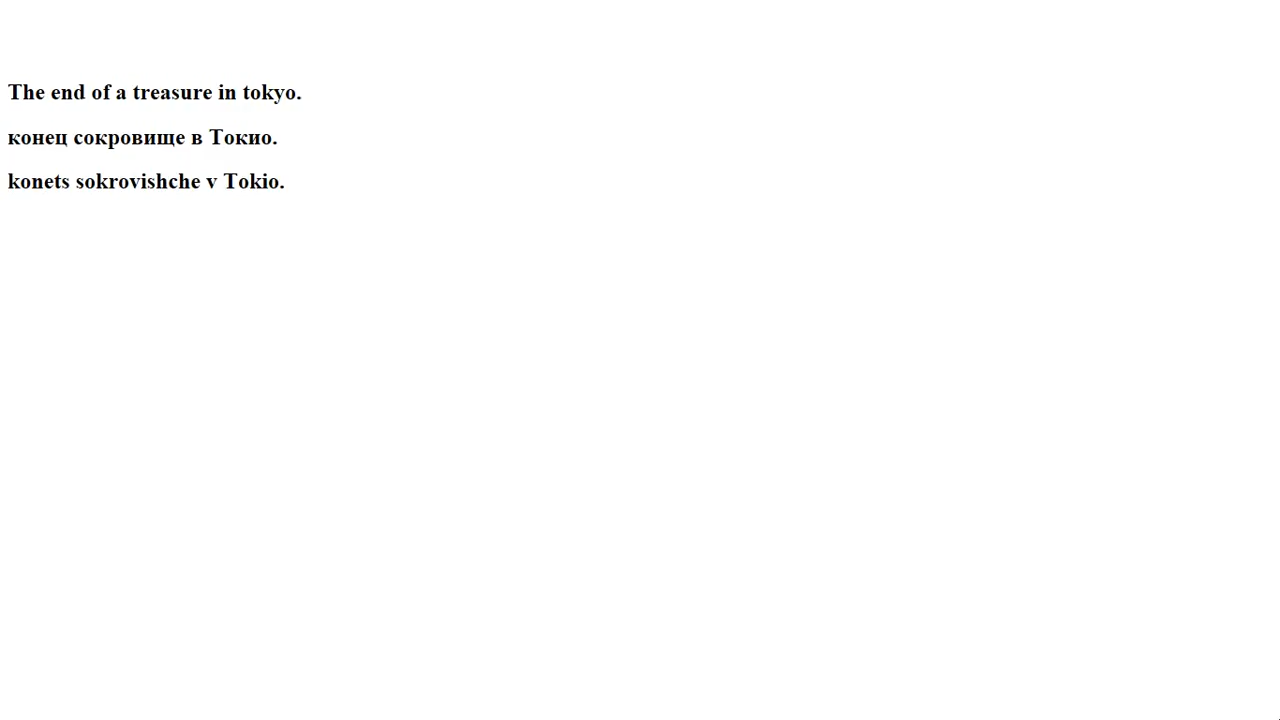 The end of a treasure in tokyo.
конец сокровище в Токио.
konets sokrovishche v Tokio.